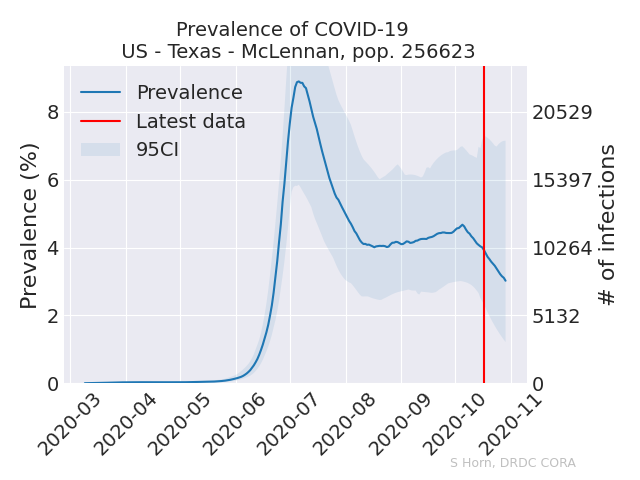 Prevalence of COVID-19
US - Texas - McLennan, pop. 256623
Prevalence
Latest data
95CI
Prevalence (%)
8
6
4
2
0
20529
15397
10264
5132
0
# of infections
2020-03
2020-04
2020-05
2020-06
2020-07
2020-08
2020-09
2020-10
2020-11
S Horn, DRDC CORA